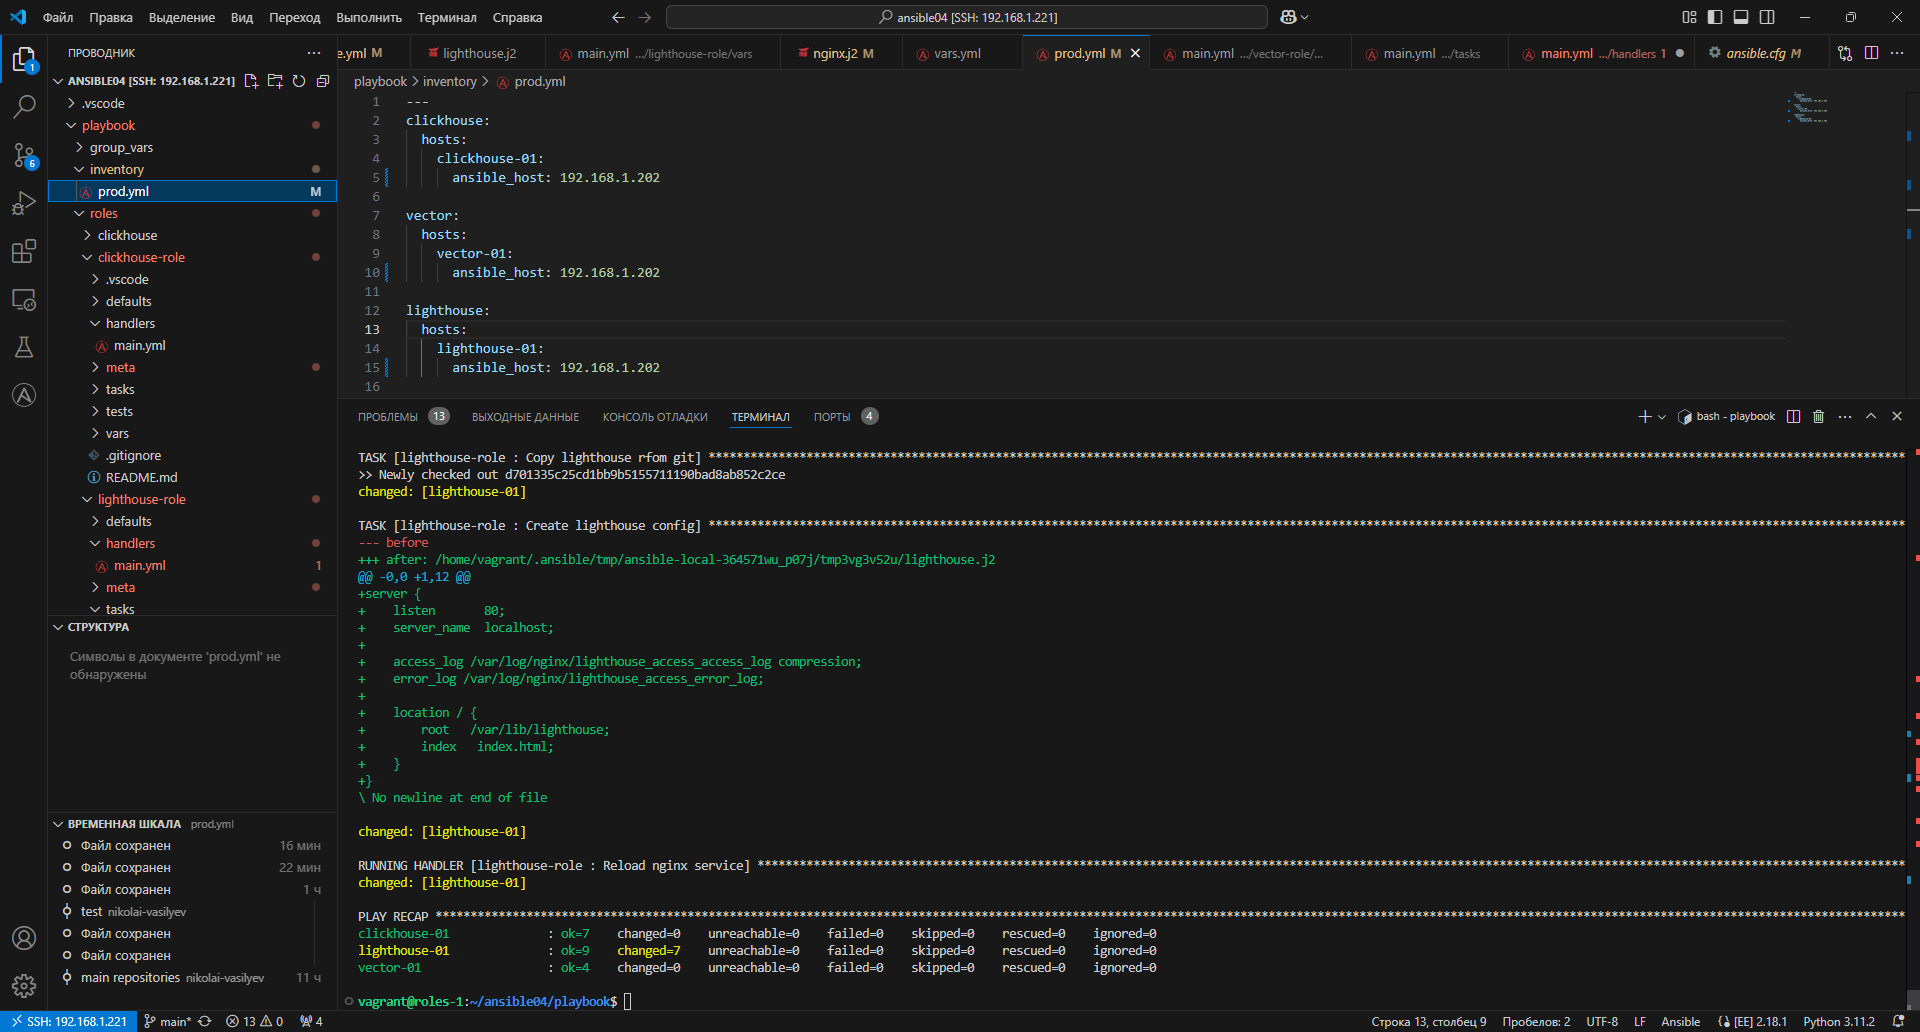 Файл Правка Выделение Вид Переход Выполнить Терминал Справка
ansible04 [SSH: 192.168.1.221]
ПРОВОДНИК
e.yml M
lighthouse.j2
main.yml .../lighthouse-role/vars
nginx.j2 M
vars.yml
prod.yml M
main.yml .../vector-role/...
main.yml .../tasks
main.yml .../handlers 1
ansible.cfg M
ANSIBLE04 [SSH: 192.168.1.221]
.vscode
playbook
group_vars
inventory
prod.yml M
roles
clickhouse
clickhouse-role
.vscode
defaults
handlers
main.yml
meta
tasks
tests
vars
.gitignore
README.md
lighthouse-role
defaults
handlers
main.yml 1
meta
tasks
1
6
СТРУКТУРА
Символы в документе 'prod.yml' не
обнаружены
ВРЕМЕННАЯ ШКАЛА prod.yml
Файл сохранен 16 мин
Файл сохранен 22 мин
Файл сохранен 1 ч
test nikolai-vasilyev
Файл сохранен
Файл сохранен
main repositories nikolai-vasilyev 11 ч
playbook > inventory > prod.yml
1 ---
2 clickhouse:
3 hosts:
4 clickhouse-01:
5 ansible_host: 192.168.1.202
6
7 vector:
8 hosts:
9 vector-01:
10 ansible_host: 192.168.1.202
11
12 lighthouse:
13 hosts:
14 lighthouse-01:
15 ansible_host: 192.168.1.202
16
ПРОБЛЕМЫ 13 ВЫХОДНЫЕ ДАННЫЕ КОНСОЛЬ ОТЛАДКИ ТЕРМИНАЛ ПОРТЫ 4
bash - playbook
TASK [lighthouse-role : Copy lighthouse rfom git] ****
>> Newly checked out d701335c25cd1bb9b5155711190bad8ab852c2ce
changed: [lighthouse-01]
TASK [lighthouse-role : Create lighthouse config] ****
--- before
+++ after: /home/vagrant/.ansible/tmp/ansible-local-364571wu_p07j/tmp3vg3v52u/lighthouse.j2
@@ -0,0 +1,12 @@
+server {
+ listen 80;
+ server_name localhost;
+
+ access_log /var/log/nginx/lighthouse_access_access_log compression;
+ error_log /var/log/nginx/lighthouse_access_error_log;
+
+ location / {
+ root /var/lib/lighthouse;
+ index index.html;
+ }
+}
\ No newline at end of file
changed: [lighthouse-01]
RUNNING HANDLER [lighthouse-role : Reload nginx service] ****
changed: [lighthouse-01]
PLAY RECAP ****
clickhouse-01 : ok=7 changed=0 unreachable=0 failed=0 skipped=0 rescued=0 ignored=0
lighthouse-01 : ok=9 changed=7 unreachable=0 failed=0 skipped=0 rescued=0 ignored=0
vector-01 : ok=4 changed=0 unreachable=0 failed=0 skipped=0 rescued=0 ignored=0
vagrant@roles-1:~/ansible04/playbook$
SSH: 192.168.1.221 main* 13 0 4
Строка 13, столбец 9 Пробелов: 2 UTF-8 LF Ansible [EE] 2.18.1 Python 3.11.2